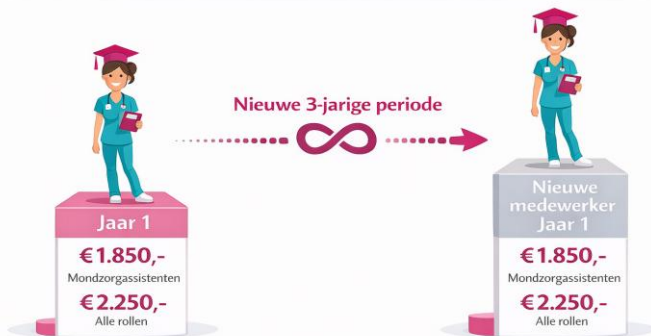 Nieuwe 3-jarige periode
Jaar 1
€ 1.850,-
Mondzorgassistenten
€ 2.250,-
Alle rollen
Nieuwe
medewerker
Jaar 1
€ 1.850,-
Mondzorgassistenten
€ 2.250,-
Alle rollen